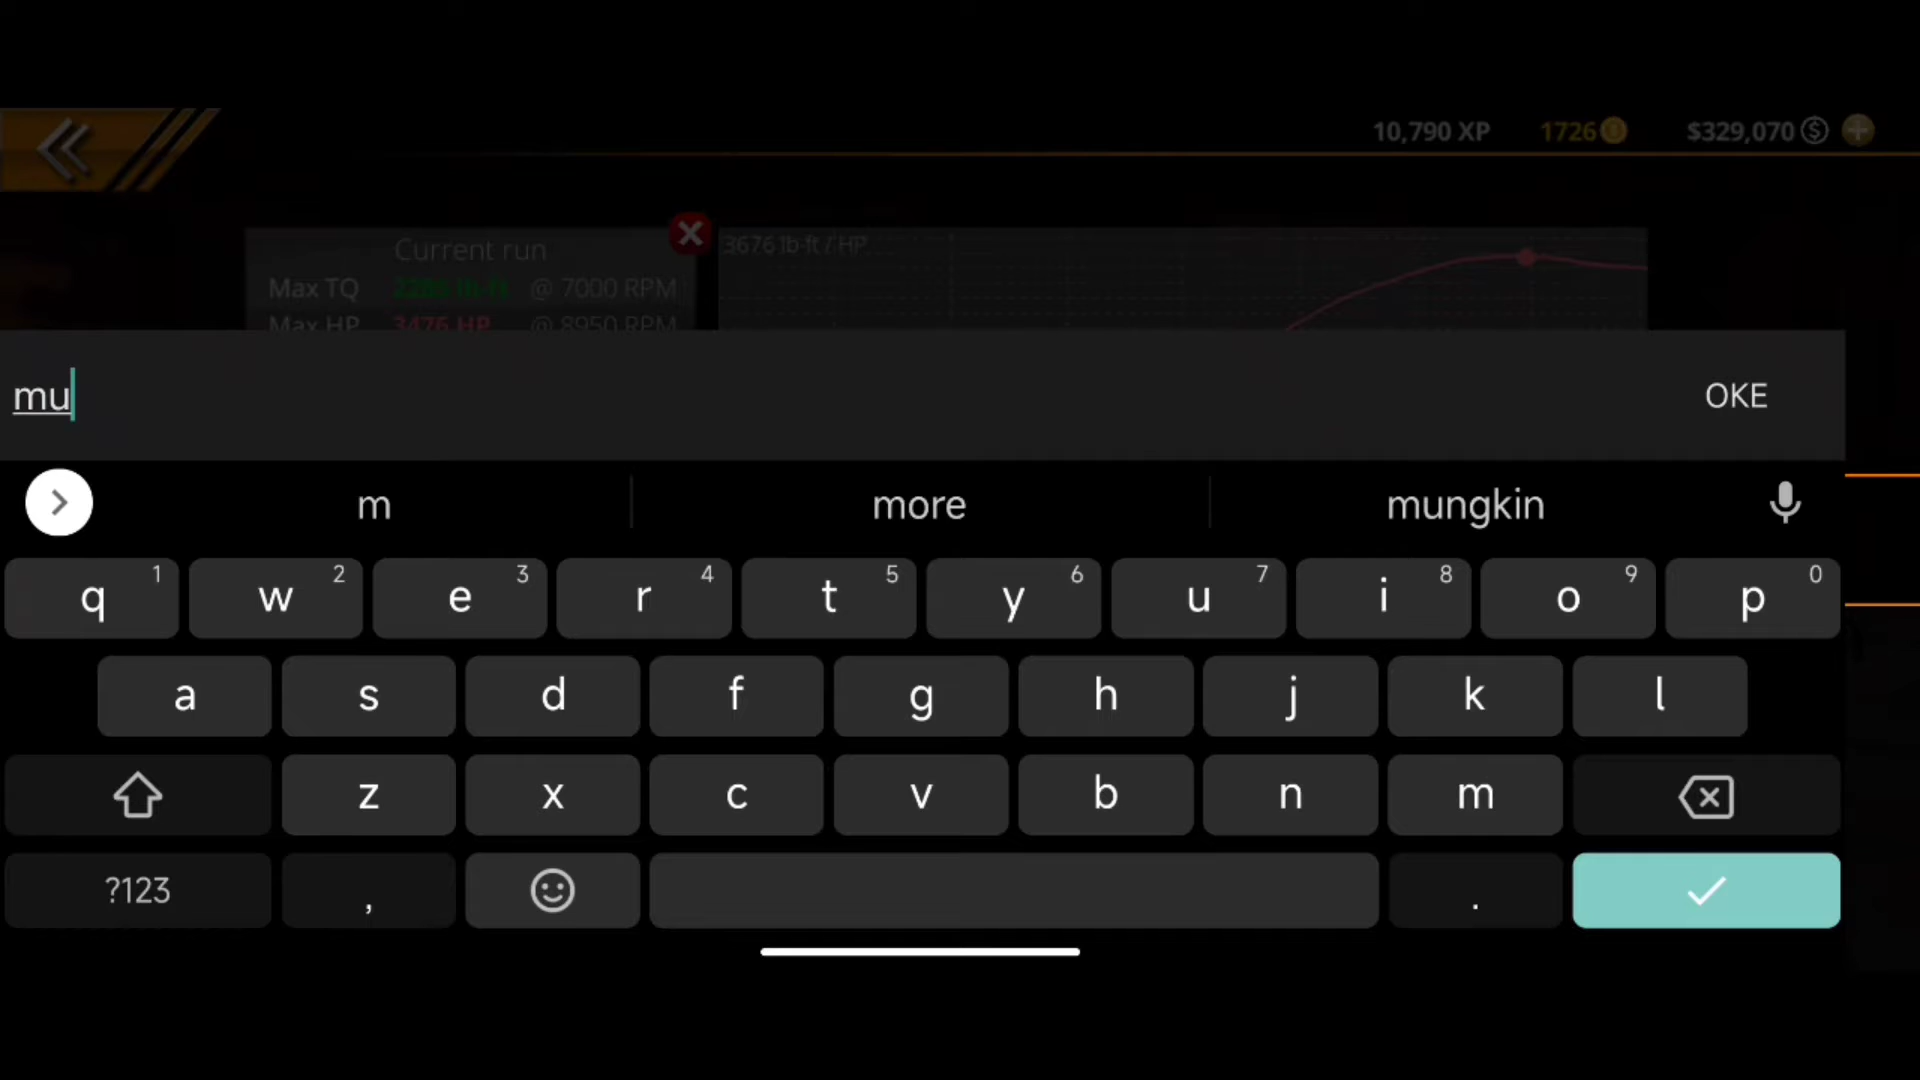 10,790 XP 1726 $329,070
Current run
3676 lb-ft / HP
Max TQ @ 7000 RPM
Max HP 3476 HP @ 8950 RPM
mu
OKE
m more mungkin
q 1 w 2 e 3 r 4 t 5 y 6 u 7 i 8 o 9 p 0
a s d f g h j k l
z x c v b n m
?123 , .